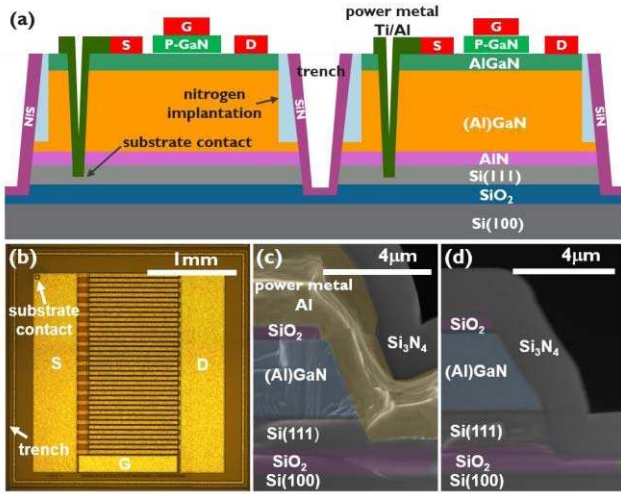 (a)
G
power metal
Ti/Al
G
S
P-GaN
D
S
P-GaN
D
trench
AlGaN
SiN
nitrogen
implantation
(Al)GaN
SiN
substrate contact
AlN
Si(111)
SiO₂
Si(100)
(b)
1mm
substrate
contact
S
D
trench
G
(c)
4μm
power metal
Al
SiO₂
Si₃N₄
(Al)GaN
Si(111)
SiO₂
Si(100)
(d)
4μm
SiO₂
Si₃N₄
(Al)GaN
Si(111)
SiO₂
Si(100)